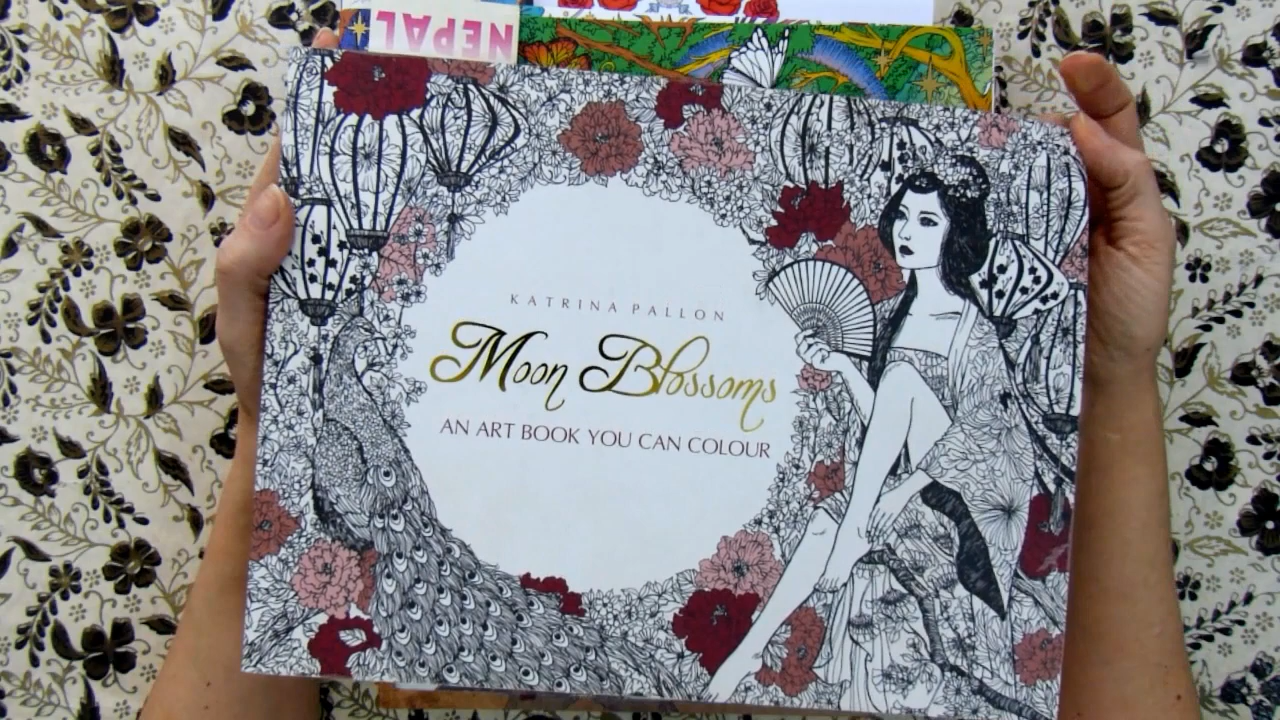 NEPAL
KATRINA PALLON
Moon Blossoms
AN ART BOOK YOU CAN COLOUR